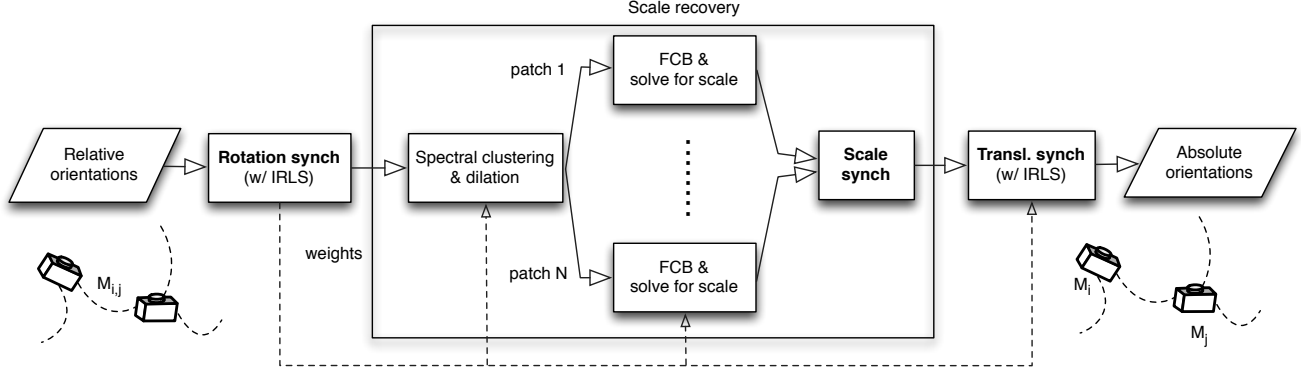 Scale recovery
patch 1
FCB &
solve for scale
Relative
orientations
Rotation synch
(w/ IRLS)
Spectral clustering
& dilation
Scale
synch
Transl. synch
(w/ IRLS)
Absolute
orientations
weights
patch N
FCB &
solve for scale
M_{i,j}
M_i
M_j